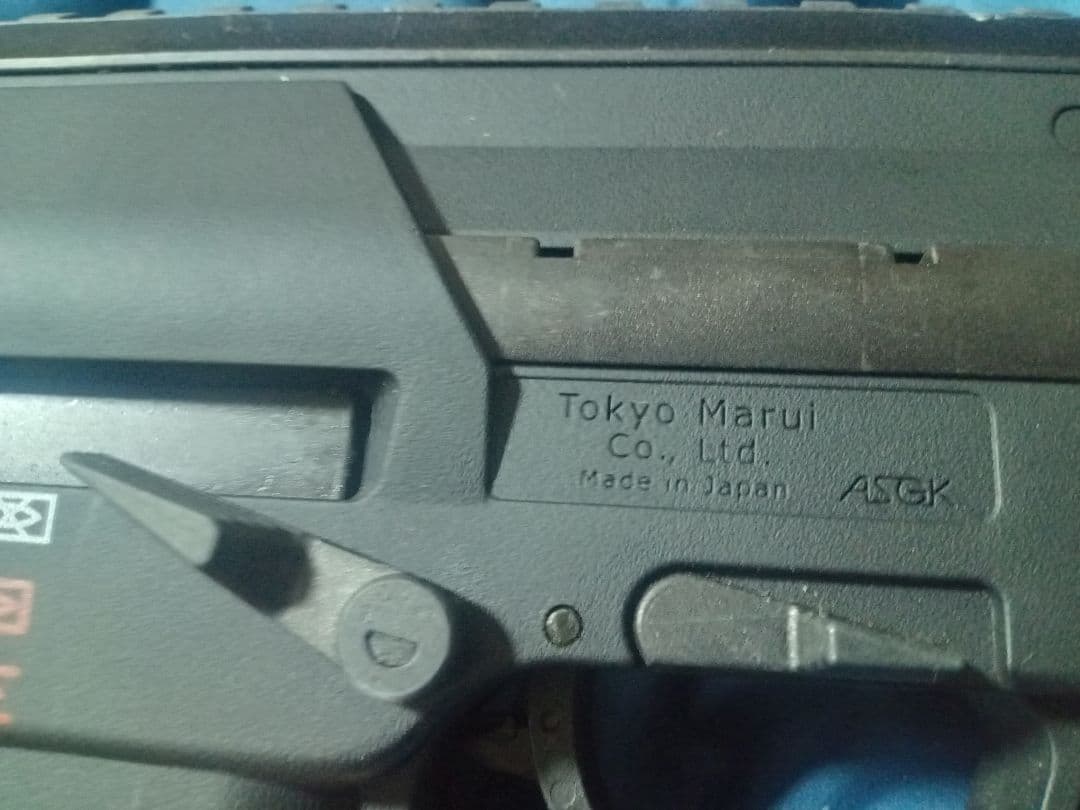 Tokyo Marui
Co., Ltd.
Made in Japan
ASGK